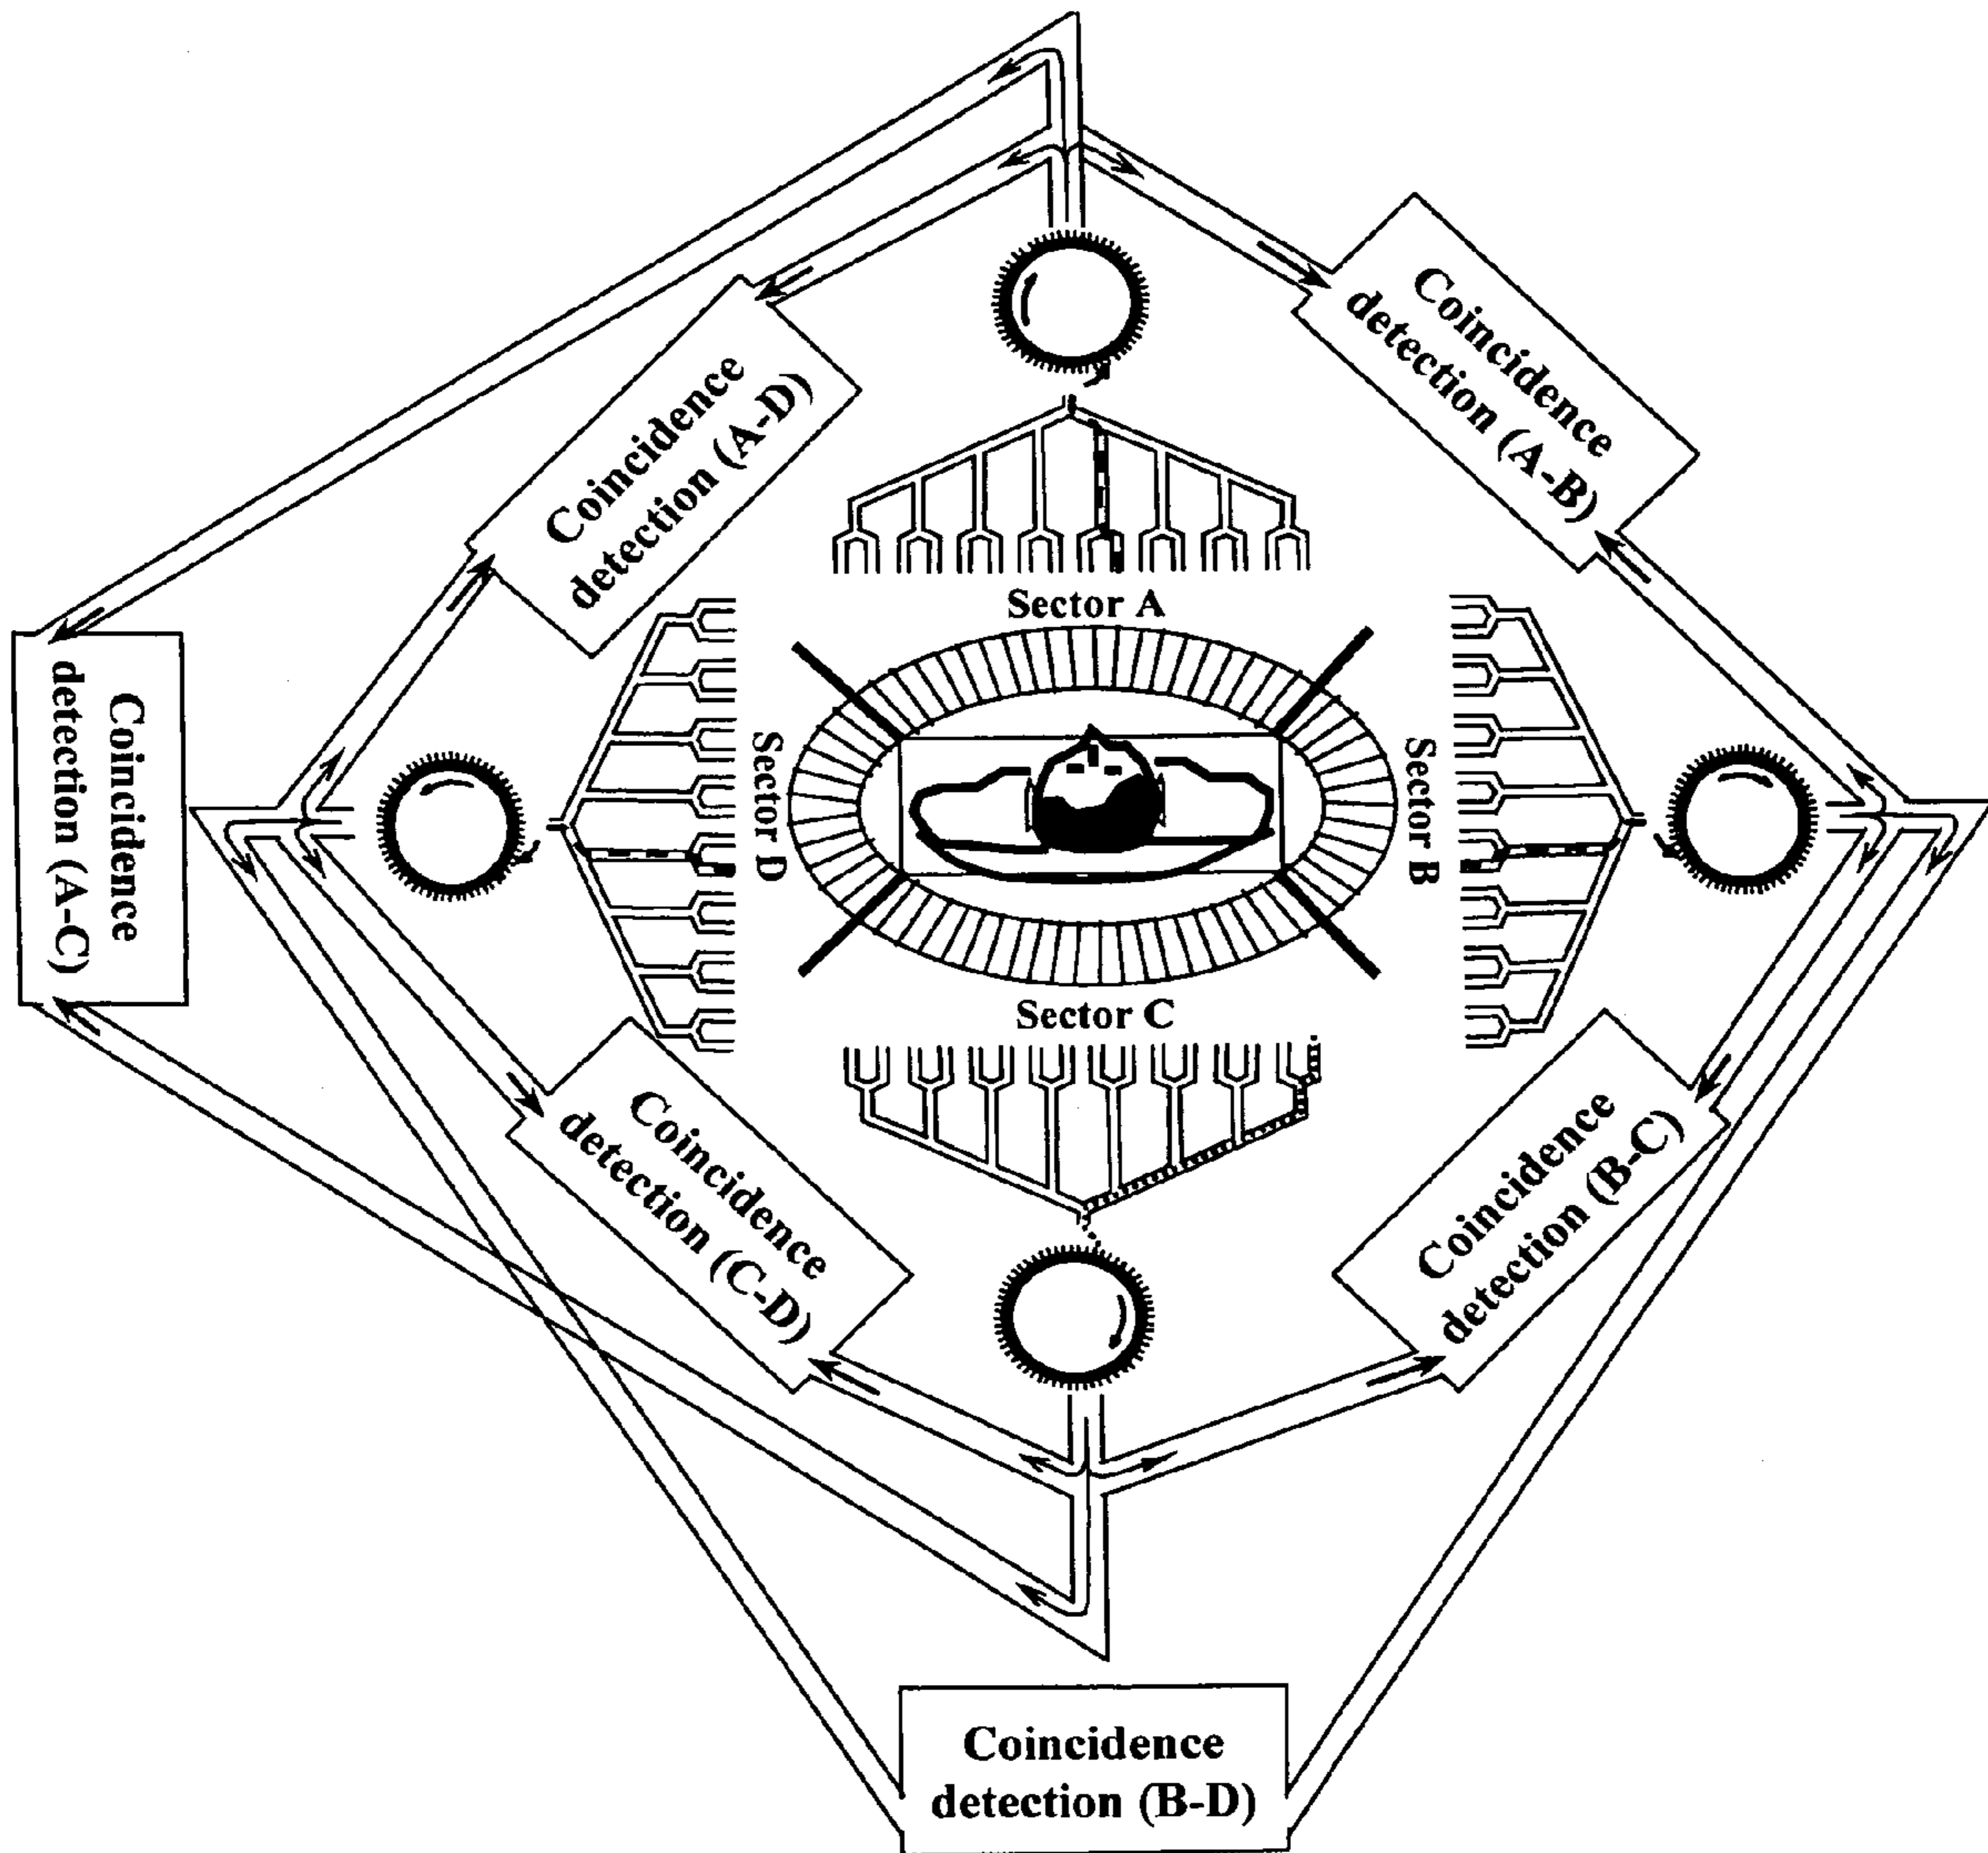 Coincidence
detection (A-B)
Coincidence
detection (A-D)
Sector A
Coincidence
detection (A-C)
Sector D
Sector B
Sector C
Coincidence
detection (C-D)
Coincidence
detection (B-C)
Coincidence
detection (B-D)